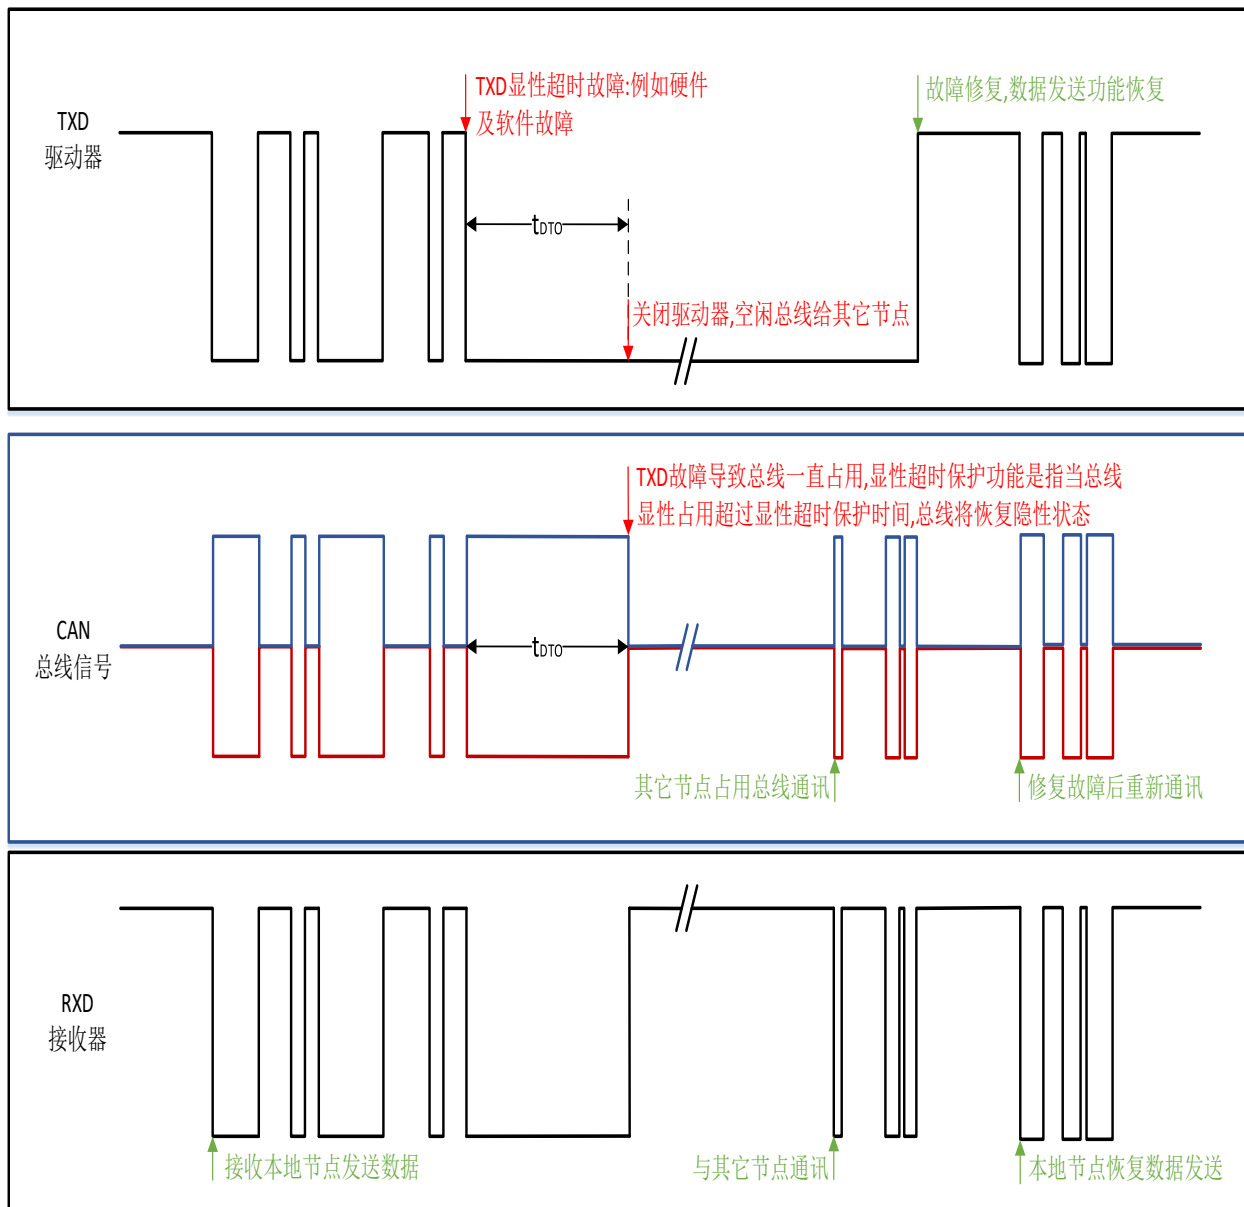 TXD显性超时故障:例如硬件
及软件故障
故障修复,数据发送功能恢复
TXD
驱动器
tDTO
关闭驱动器,空闲总线给其它节点
TXD故障导致总线一直占用,显性超时保护功能是指当总线
显性占用超过显性超时保护时间,总线将恢复隐性状态
CAN
总线信号
tDTO
其它节点占用总线通讯
修复故障后重新通讯
RXD
接收器
接收本地节点发送数据
与其它节点通讯
本地节点恢复数据发送